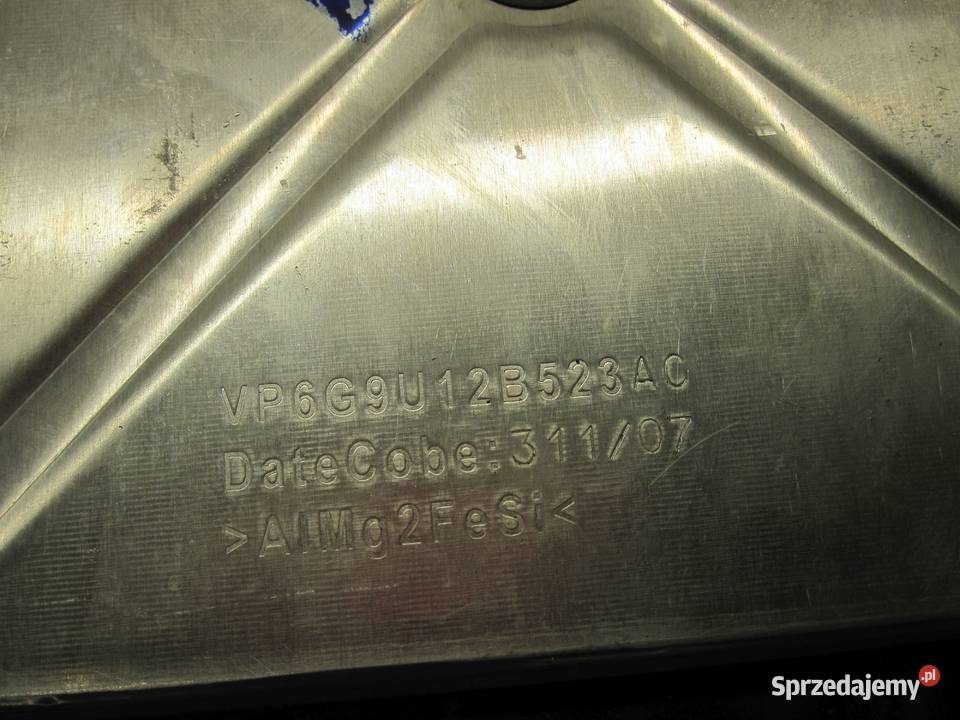 VP6G9U12B523AC
DateCobe:311/07
>AlMg2FeSi<
Sprzedajemy.pl